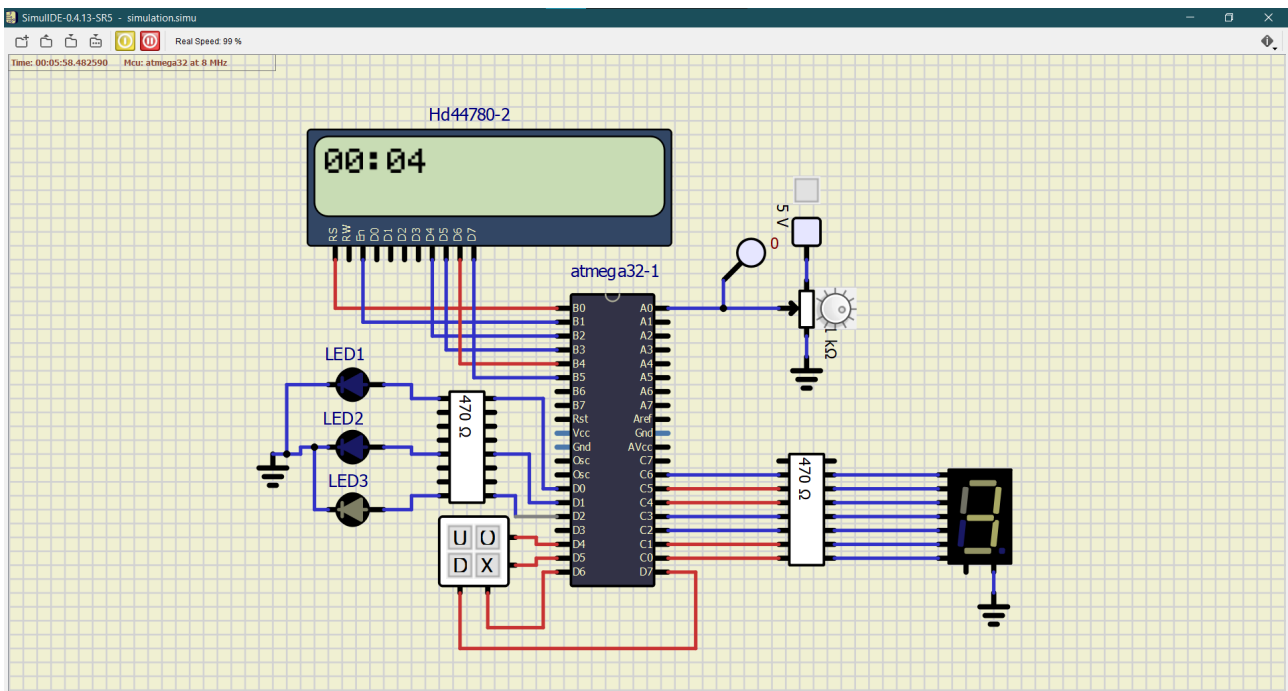 SimulIDE-0.4.13-SR5 - simulation.simu
Real Speed: 99 %
Time: 00:05:58.482590 Mcu: atmega32 at 8 MHz
Hd44780-2
00:04
RS RW En D0 D1 D2 D3 D4 D5 D6 D7
5 V
0
atmega32-1
B0 A0
B1 A1
B2 A2
B3 A3
B4 A4
B5 A5
B6 A6
B7 A7
Rst Aref
Vcc Gnd
Gnd AVcc
Osc C7
Osc C6
D0 C5
D1 C4
D2 C3
D3 C2
D4 C1
D5 C0
D6 D7
1 kΩ
LED1
LED2
LED3
470 Ω
470 Ω
U O
D X